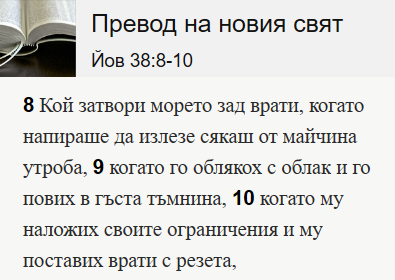 Превод на новия свят
Йов 38:8-10
8 Кой затвори морето зад врати, когато
напираше да излезе сякаш от майчина
утроба, 9 когато го облякох с облак и го
пових в гъста тъмнина, 10 когато му
наложих своите ограничения и му
поставих врати с резета,